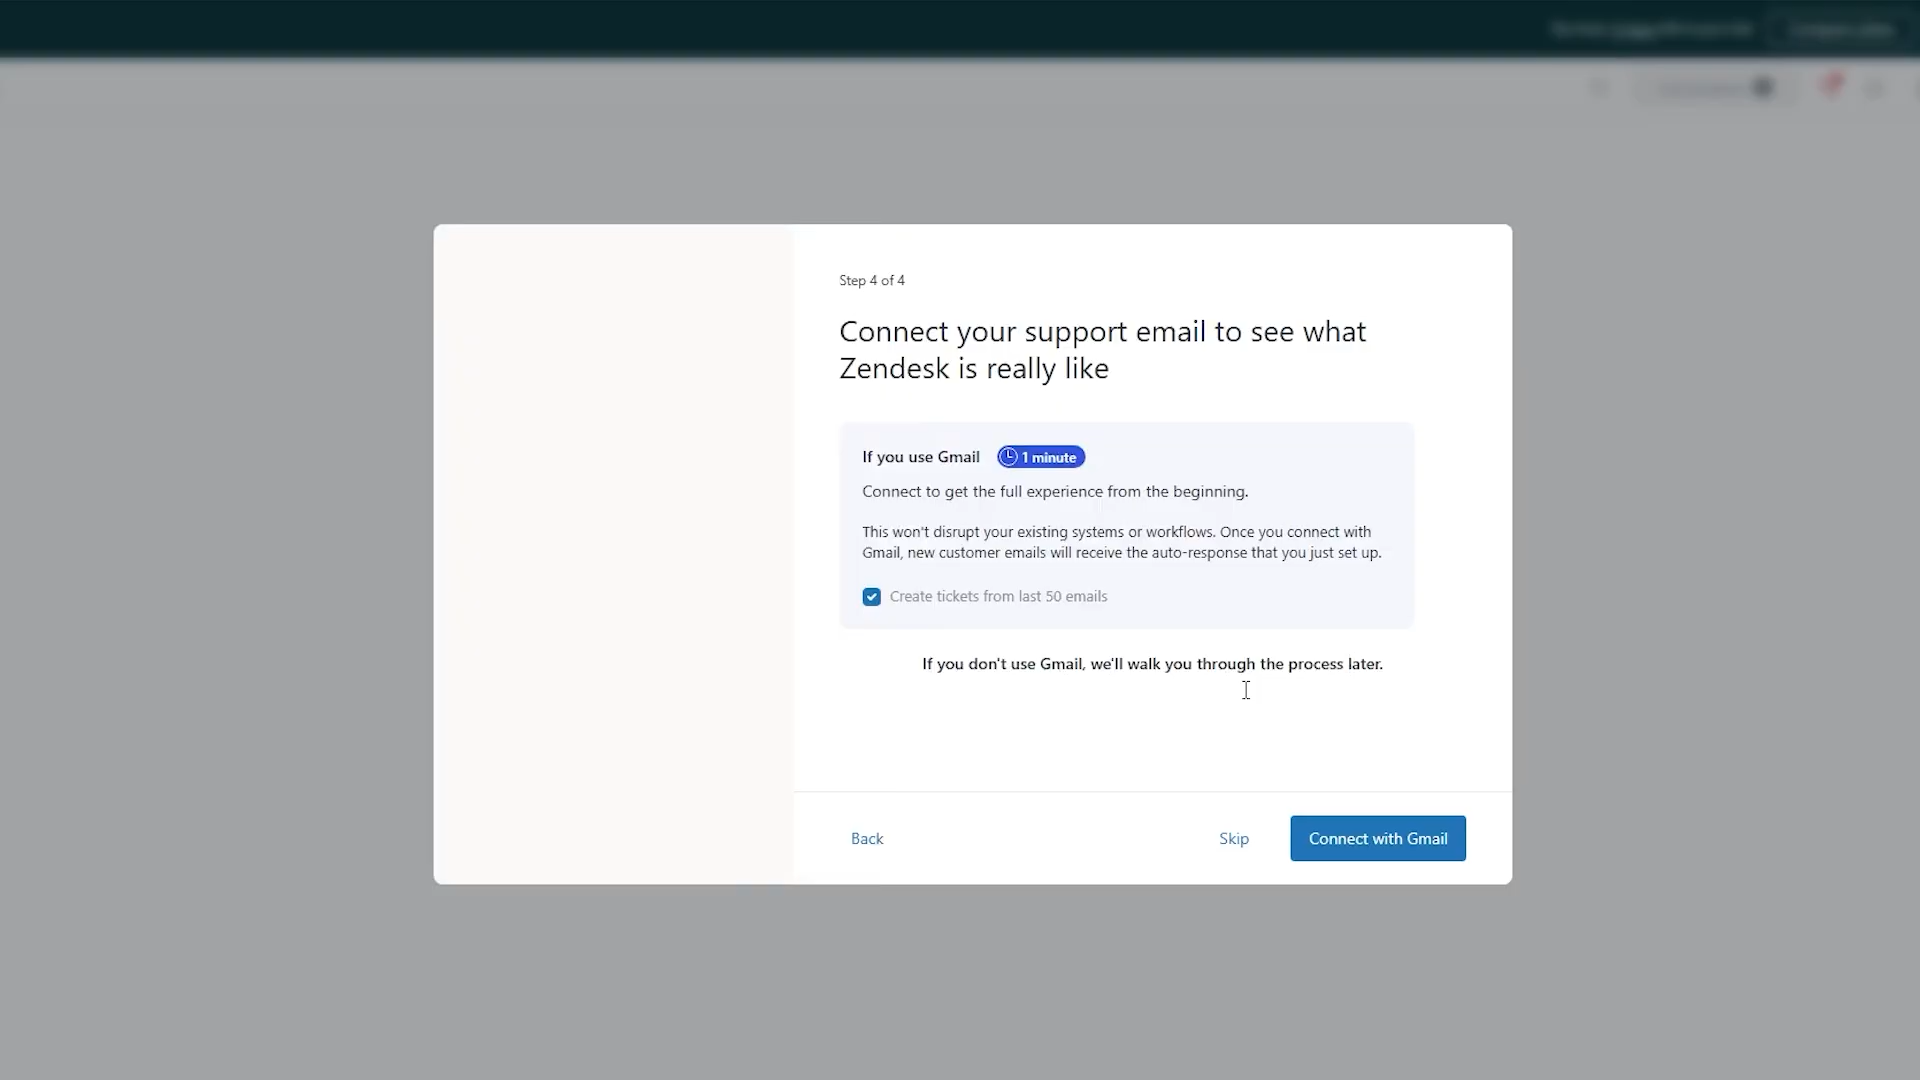 Step 4 of 4
Connect your support email to see what
Zendesk is really like
If you use Gmail 1 minute
Connect to get the full experience from the beginning.
This won't disrupt your existing systems or workflows. Once you connect with
Gmail, new customer emails will receive the auto-response that you just set up.
Create tickets from last 50 emails
If you don't use Gmail, we'll walk you through the process later.
Back Skip Connect with Gmail